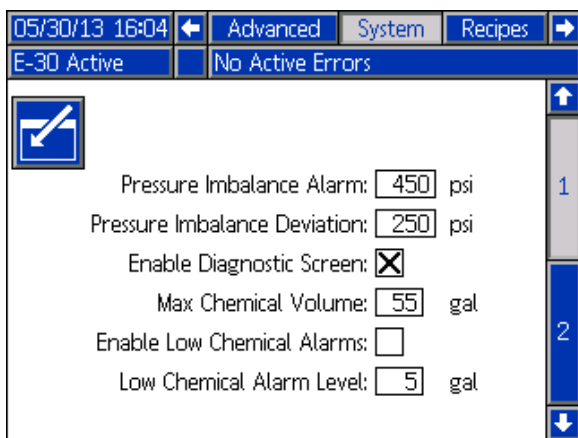 05/30/13 16:04 Advanced System Recipes
E-30 Active No Active Errors
Pressure Imbalance Alarm: 450 psi
1
Pressure Imbalance Deviation: 250 psi
Enable Diagnostic Screen:
Max Chemical Volume: 55 gal
Enable Low Chemical Alarms:
2
Low Chemical Alarm Level: 5 gal